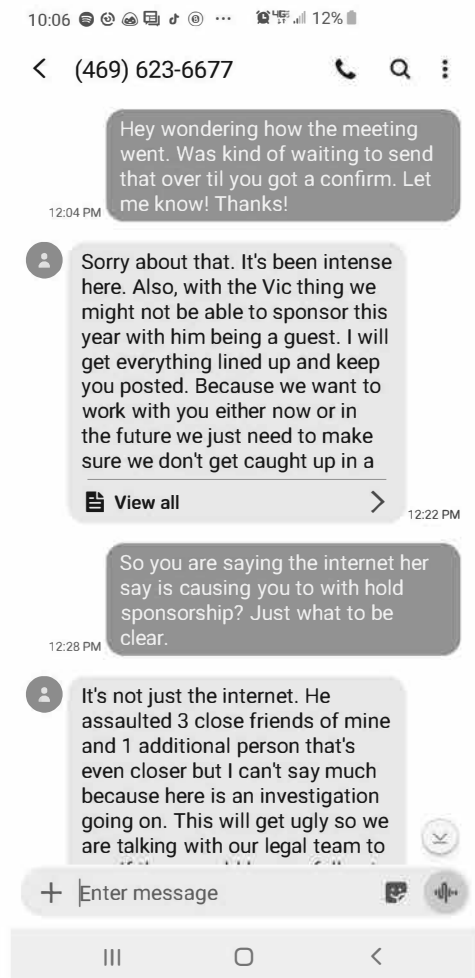 10:06 12%
(469) 623-6677
Hey wondering how the meeting
went. Was kind of waiting to send
that over til you got a confirm. Let
me know! Thanks!
12:04 PM
Sorry about that. It's been intense
here. Also, with the Vic thing we
might not be able to sponsor this
year with him being a guest. I will
get everything lined up and keep
you posted. Because we want to
work with you either now or in
the future we just need to make
sure we don't get caught up in a
View all
12:22 PM
So you are saying the internet her
say is causing you to with hold
sponsorship? Just what to be
clear.
12:28 PM
It's not just the internet. He
assaulted 3 close friends of mine
and 1 additional person that's
even closer but I can't say much
because here is an investigation
going on. This will get ugly so we
are talking with our legal team to
Enter message